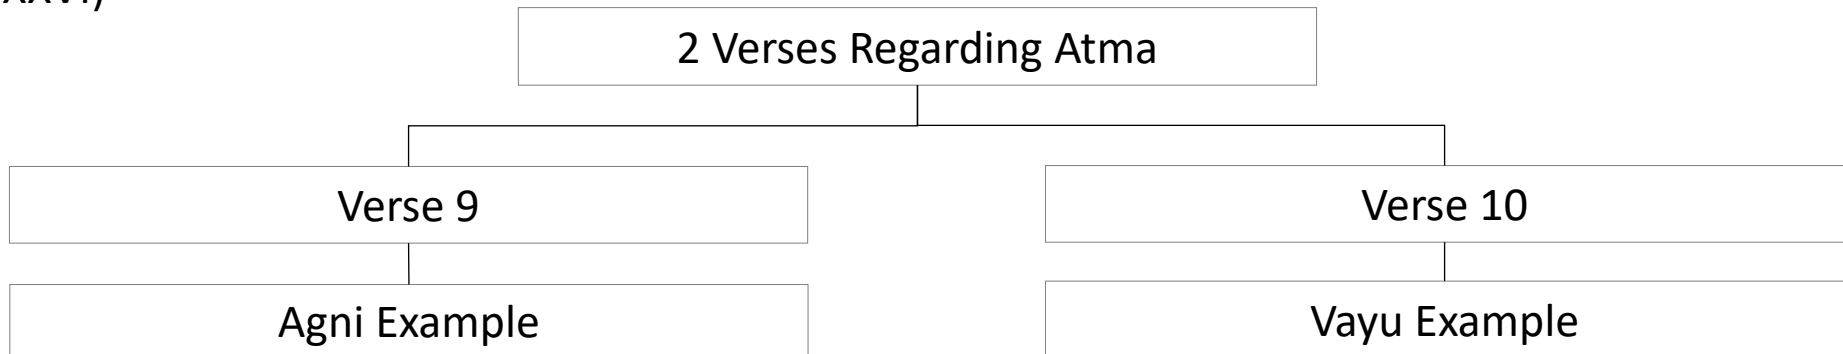 2 Verses Regarding Atma
Verse 9
Verse 10
Agni Example
Vayu Example